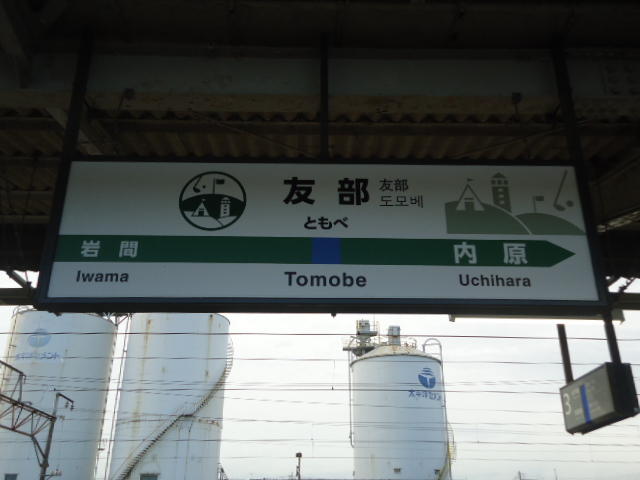 友部
友部
도모베
ともべ
岩間
内原
Iwama
Tomobe
Uchihara
3